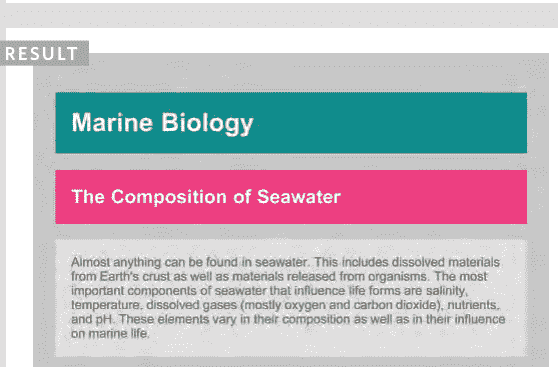 RESULT
Marine Biology
The Composition of Seawater
Almost anything can be found in seawater. This includes dissolved materials
from Earth's crust as well as materials released from organisms. The most
important components of seawater that influence life forms are salinity,
temperature, dissolved gases (mostly oxygen and carbon dioxide), nutrients,
and pH. These elements vary in their composition as well as in their influence
on marine life.